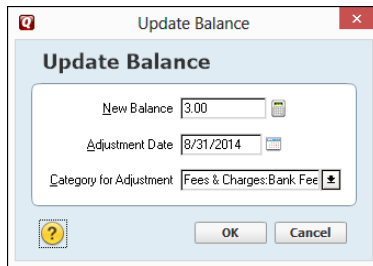 Update Balance
Update Balance
New Balance 3.00
Adjustment Date 8/31/2014
Category for Adjustment Fees & Charges:Bank Fee
? OK Cancel